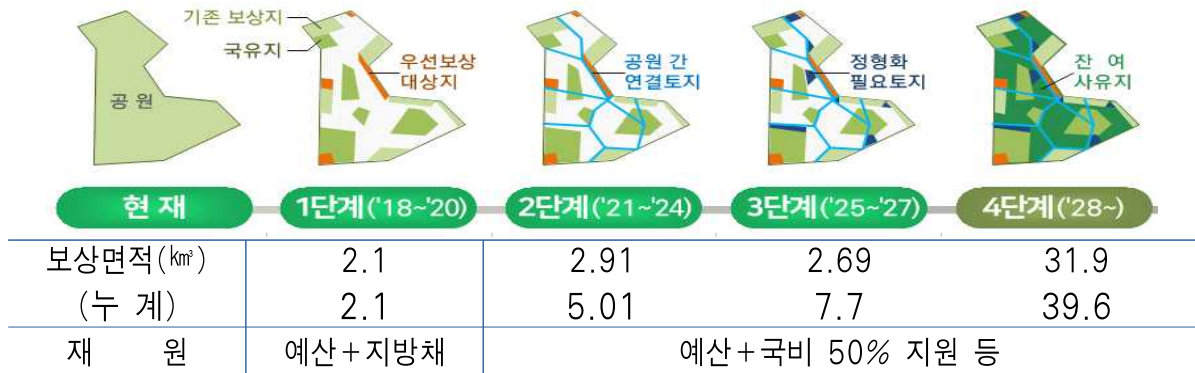 기존 보상지
국유지
공 원
우선보상
대상지
공원 간
연결토지
정형화
필요토지
잔 여
사유지
현 재
1단계('18~'20)
2단계('21~'24)
3단계('25~'27)
4단계('28~)
보상면적(㎦) 2.1 2.91 2.69 31.9
(누 계) 2.1 5.01 7.7 39.6
재 원 예산+지방채 예산+국비 50% 지원 등